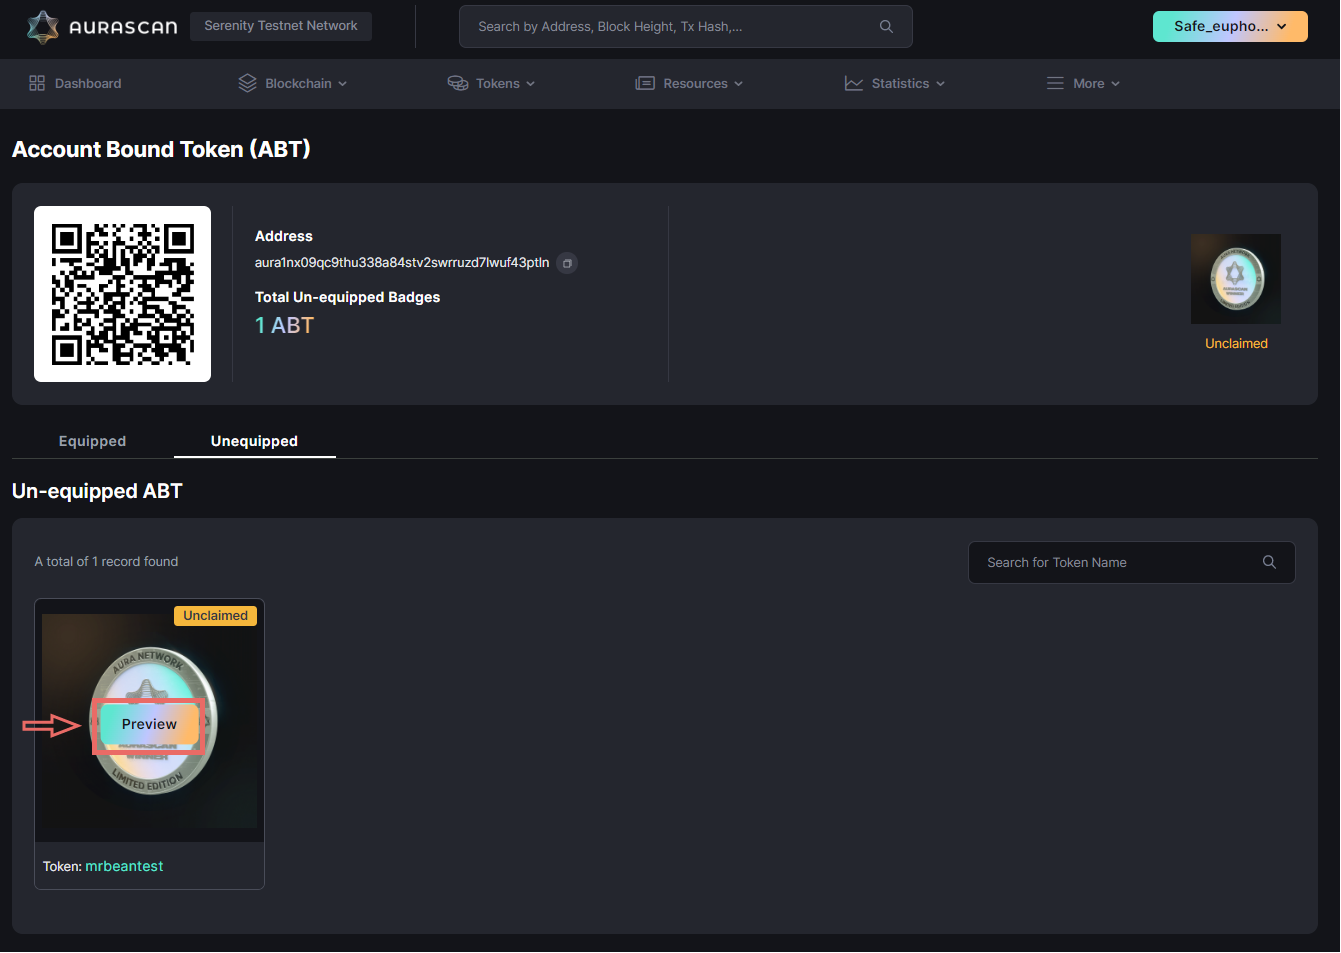 AURASCAN
Serenity Testnet Network
Search by Address, Block Height, Tx Hash,...
Safe_eupho...
Dashboard
Blockchain
Tokens
Resources
Statistics
More
Account Bound Token (ABT)
Address
aura1nx09qc9thu338a84stv2swrruzd7lwuf43ptln
Total Un-equipped Badges
1 ABT
Unclaimed
Equipped
Unequipped
Un-equipped ABT
A total of 1 record found
Search for Token Name
Unclaimed
AURA NETWORK
Preview
AURASCAN
LIMITED EDITION
Token: mrbeantest